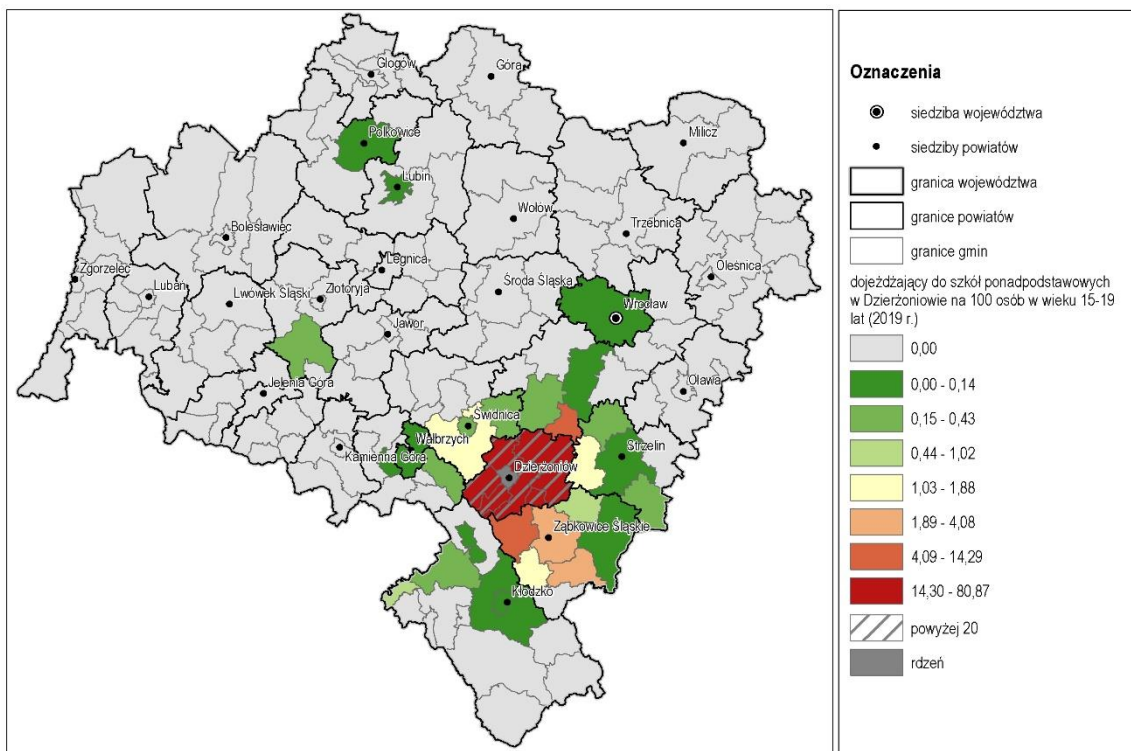 Głogów
Góra
Polkowice
Milicz
Lubin
Wołów
Trzebnica
Bolesławiec
Legnica
Oleśnica
Zgorzelec
Lubań
Lwówek Śląski
Złotoryja
Środa Śląska
Wrocław
Jawor
Jelenia Góra
Oława
Świdnica
Wałbrzych
Strzelin
Kamienna Góra
Dzierżoniów
Ząbkowice Śląskie
Kłodzko
Oznaczenia
siedziba województwa
siedziby powiatów
granica województwa
granice powiatów
granice gmin
dojeżdżający do szkół ponadpodstawowych
w Dzierżoniowie na 100 osób w wieku 15-19
lat (2019 r.)
0,00
0,00 - 0,14
0,15 - 0,43
0,44 - 1,02
1,03 - 1,88
1,89 - 4,08
4,09 - 14,29
14,30 - 80,87
powyżej 20
rdzeń